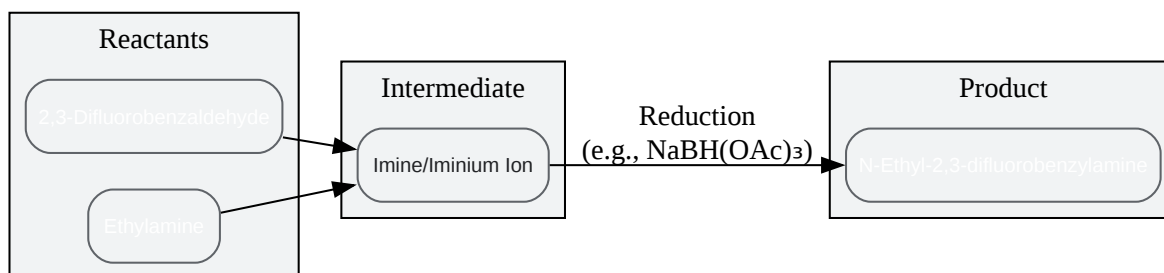 Reactants
2,3-Difluorobenzaldehyde
Ethylamine
Intermediate
Imine/Iminium Ion
Reduction
(e.g., NaBH(OAc)₃)
Product
N-Ethyl-2,3-difluorobenzylamine